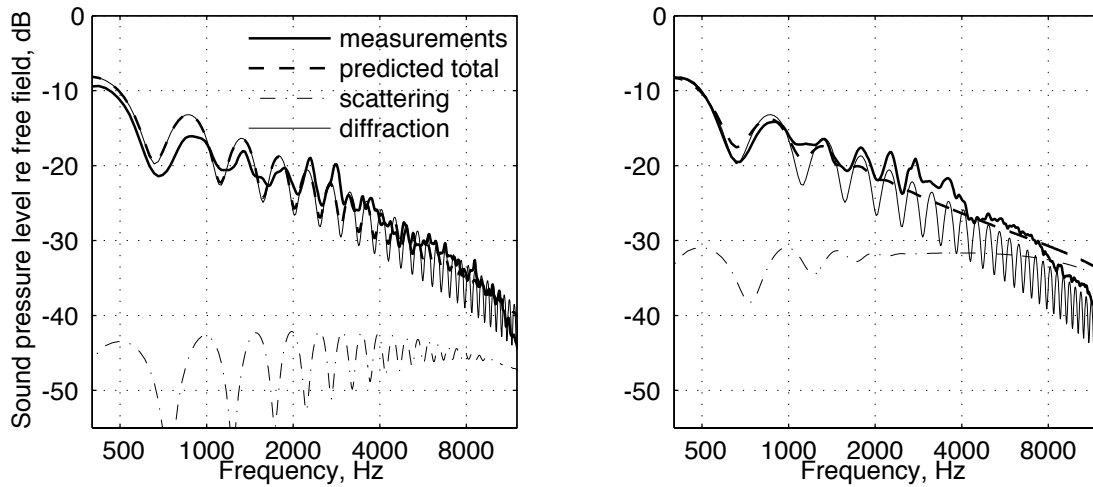 Sound pressure level re free field, dB
0
-10
-20
-30
-40
-50
measurements
predicted total
scattering
diffraction
500 1000 2000 4000 8000
Frequency, Hz
0
-10
-20
-30
-40
-50
500 1000 2000 4000 8000
Frequency, Hz